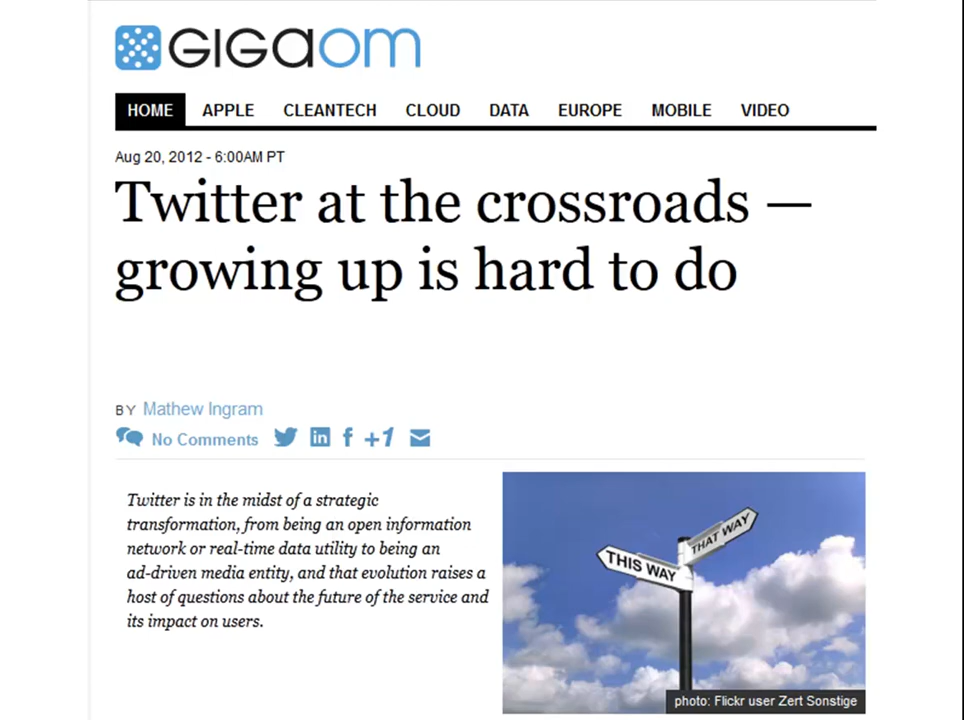 GIGaOM
HOME APPLE CLEANTECH CLOUD DATA EUROPE MOBILE VIDEO
Aug 20, 2012 - 6:00AM PT
Twitter at the crossroads —
growing up is hard to do
BY Mathew Ingram
No Comments +1
Twitter is in the midst of a strategic
transformation, from being an open information
network or real-time data utility to being an
ad-driven media entity, and that evolution raises a
host of questions about the future of the service and
its impact on users.
THAT WAY
THIS WAY
photo: Flickr user Zert Sonstige